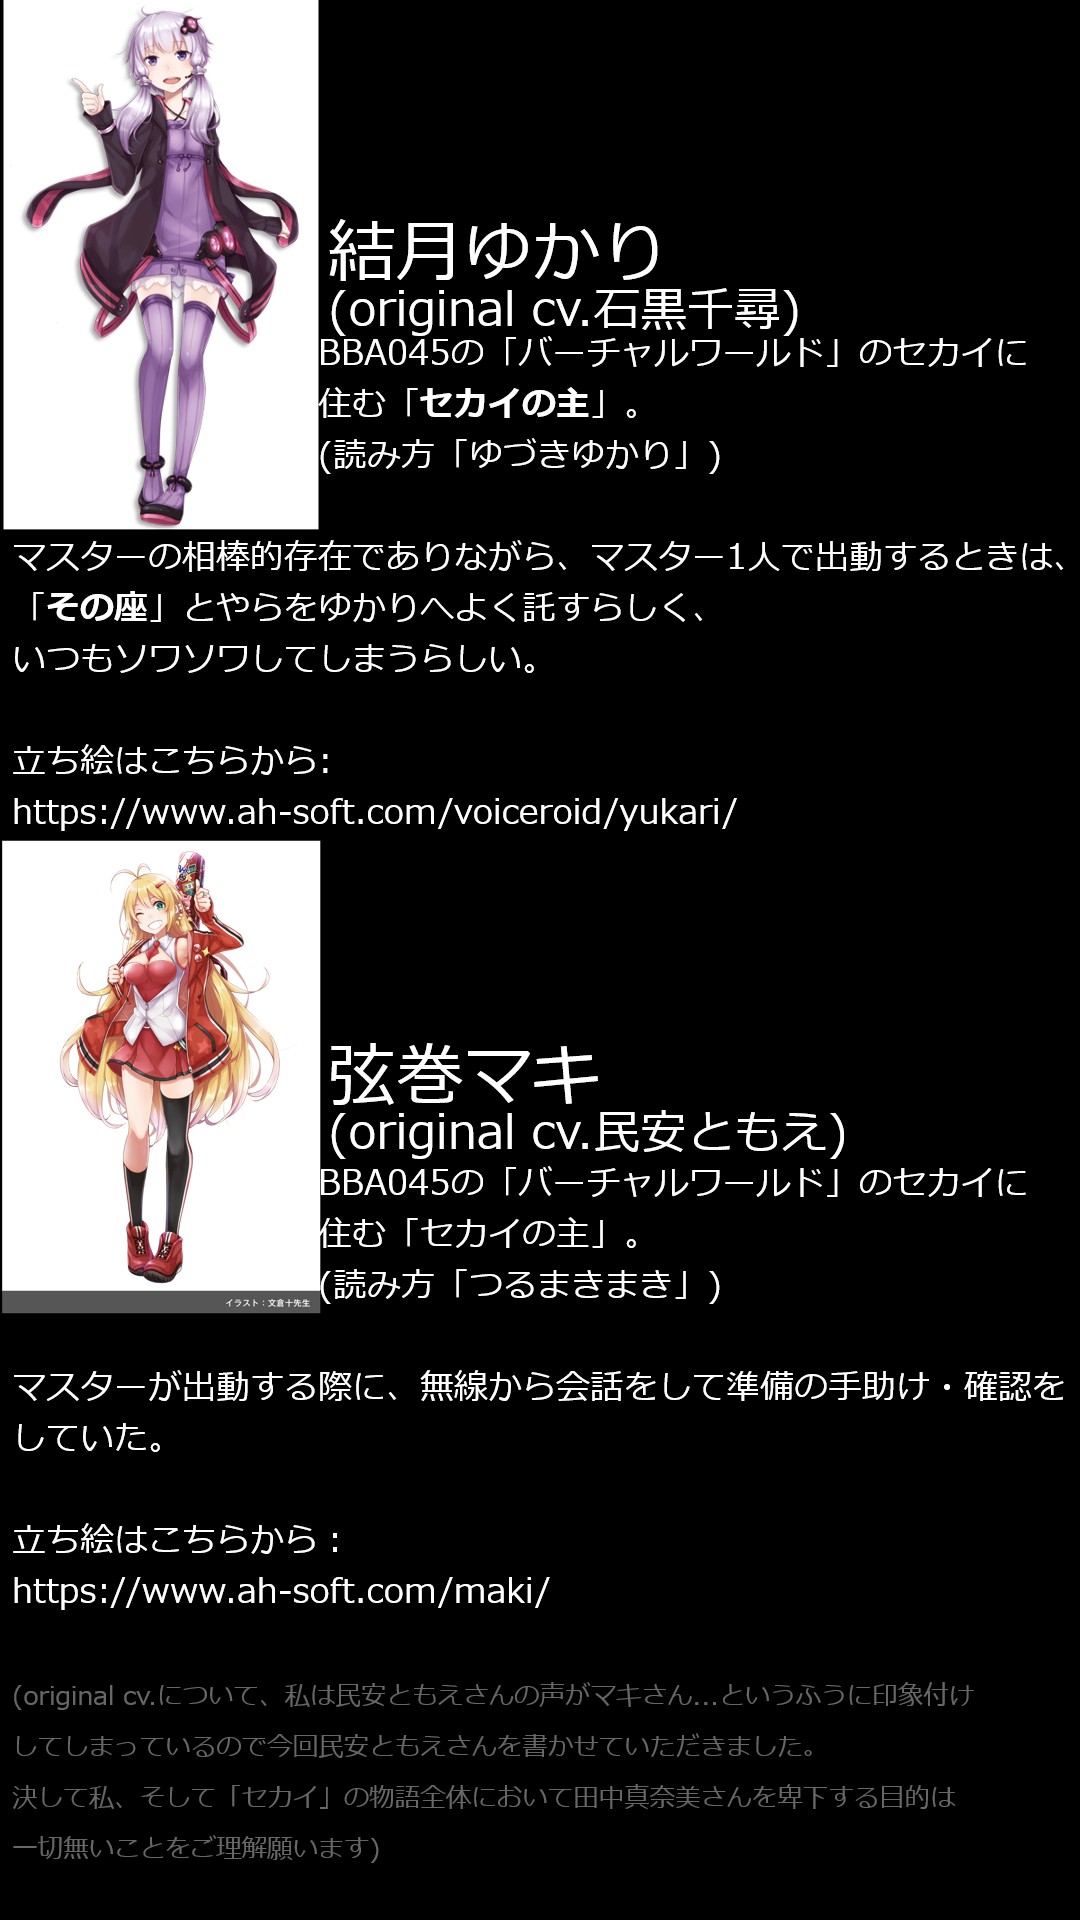 結月ゆかり
(original cv.石黒千尋)
BBA045の「バーチャルワールド」のセカイに
住む「セカイの主」。
(読み方「ゆづきゆかり」)
マスターの相棒的存在でありながら、マスター1人で出動するときは、
「その座」とやらをゆかりへよく託すらしく、
いつもソワソワしてしまうらしい。
立ち絵はこちらから:
https://www.ah-soft.com/voiceroid/yukari/
弦巻マキ
(original cv.民安ともえ)
BBA045の「バーチャルワールド」のセカイに
住む「セカイの主」。
(読み方「つるまきまき」)
イラスト：文倉十先生
マスターが出動する際に、無線から会話をして準備の手助け・確認を
していた。
立ち絵はこちらから：
https://www.ah-soft.com/maki/
(original cv.について、私は民安ともえさんの声がマキさん…というふうに印象付け
してしまっているので今回民安ともえさんを書かせていただきました。
決して私、そして「セカイ」の物語全体において田中真奈美さんを卑下する目的は
一切無いことをご理解願います)